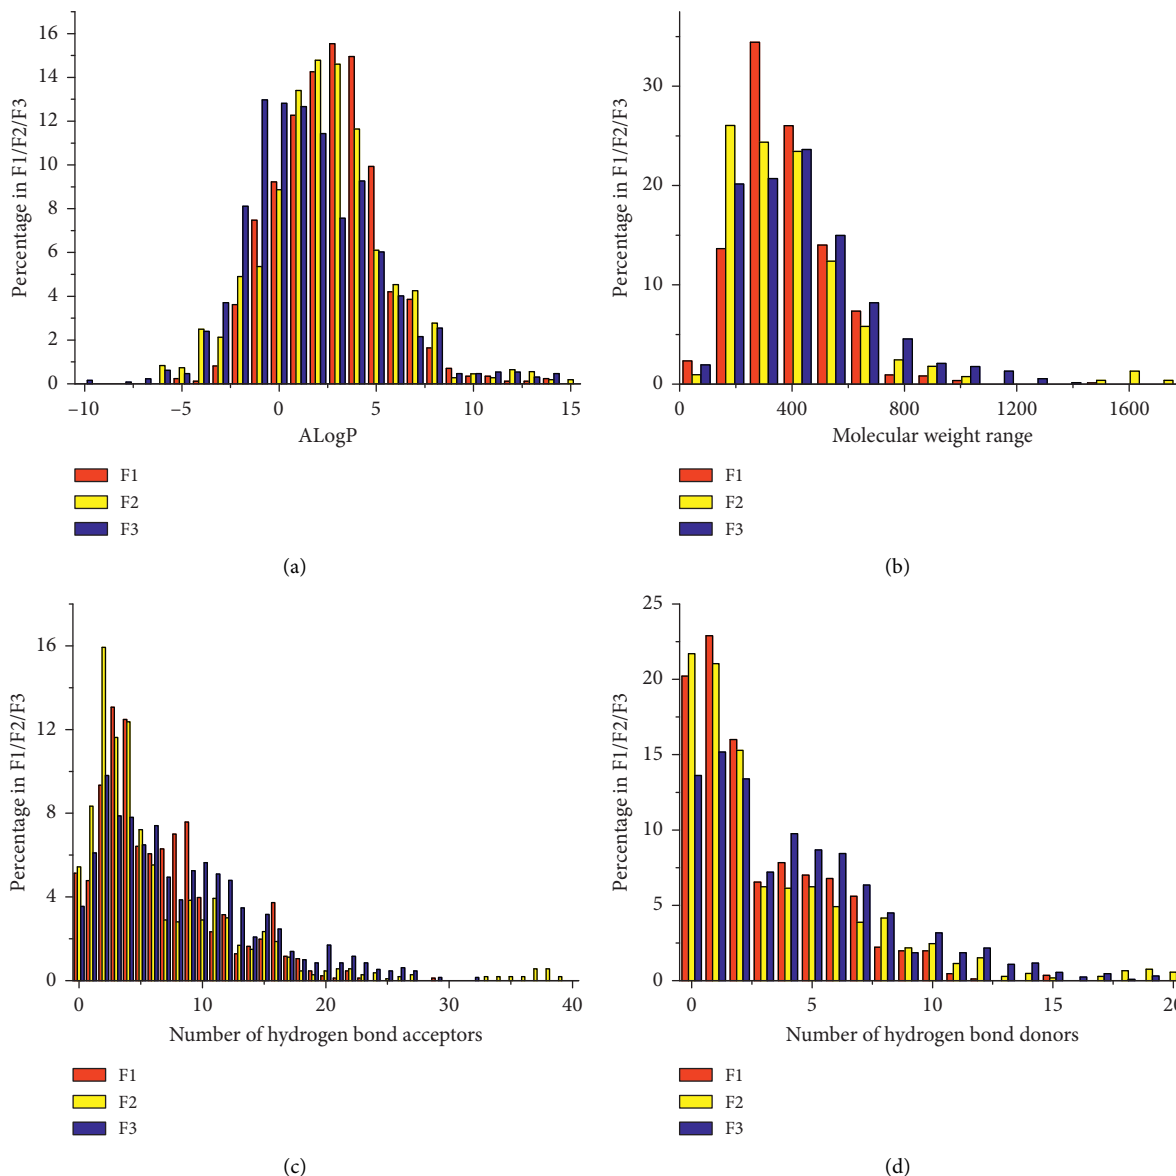 16
14
12
10
8
6
4
2
0
Percentage in F1/F2/F3
−10
−5
0
5
10
15
ALogP
F1
F2
F3
(a)
30
20
10
0
Percentage in F1/F2/F3
0
400
800
1200
1600
Molecular weight range
F1
F2
F3
(b)
16
12
8
4
0
Percentage in F1/F2/F3
0
10
20
30
40
Number of hydrogen bond acceptors
F1
F2
F3
(c)
25
20
15
10
5
0
Percentage in F1/F2/F3
0
5
10
15
20
Number of hydrogen bond donors
F1
F2
F3
(d)